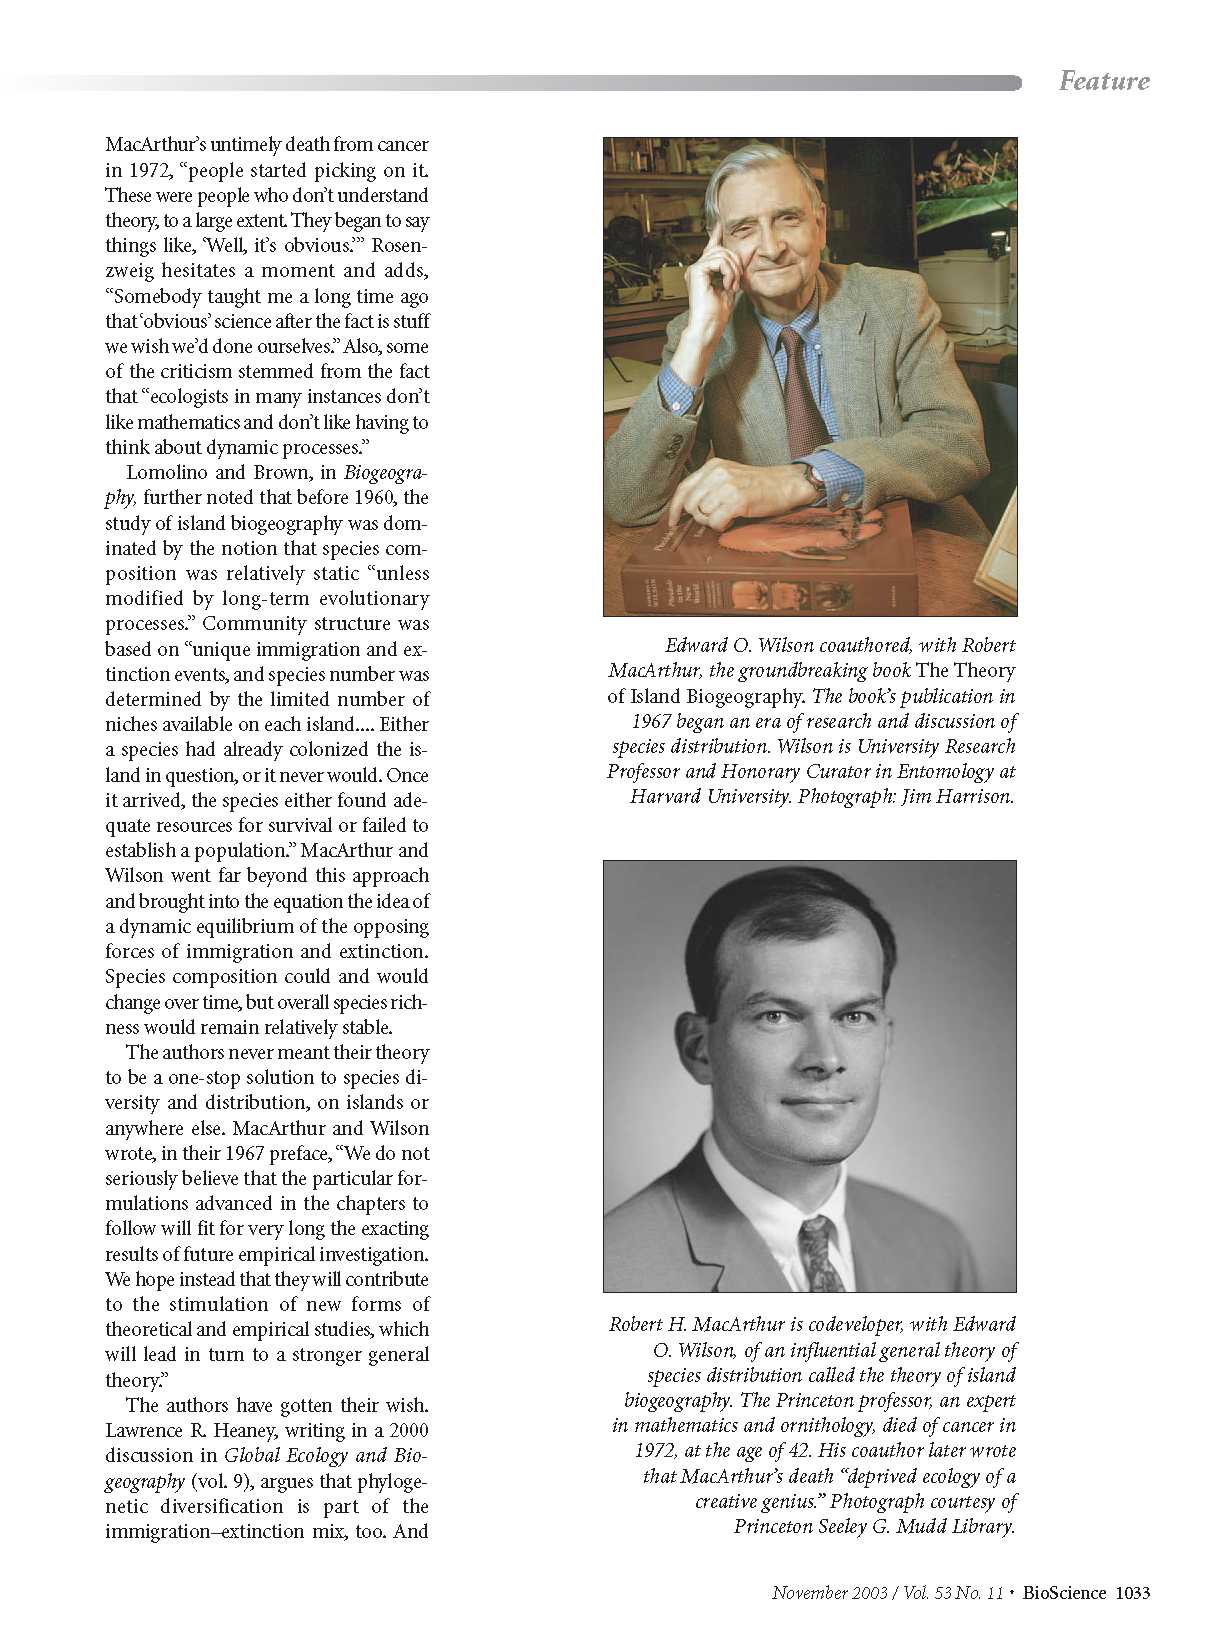 Feature
MacArthur's untimely death from cancer
in 1972, “people started picking on it.
These were people who don't understand
theory, to a large extent. They began to say
things like, ‘Well, it's obvious.’” Rosen-
zweig hesitates a moment and adds,
“Somebody taught me a long time ago
that ‘obvious’ science after the fact is stuff
we wish we'd done ourselves.” Also, some
of the criticism stemmed from the fact
that “ecologists in many instances don't
like mathematics and don't like having to
think about dynamic processes.”
Lomolino and Brown, in Biogeogra-
phy, further noted that before 1960, the
study of island biogeography was dom-
inated by the notion that species com-
position was relatively static “unless
modified by long-term evolutionary
processes.” Community structure was
based on “unique immigration and ex-
tinction events, and species number was
determined by the limited number of
niches available on each island.... Either
a species had already colonized the is-
land in question, or it never would. Once
it arrived, the species either found ade-
quate resources for survival or failed to
establish a population.” MacArthur and
Wilson went far beyond this approach
and brought into the equation the idea of
a dynamic equilibrium of the opposing
forces of immigration and extinction.
Species composition could and would
change over time, but overall species rich-
ness would remain relatively stable.
The authors never meant their theory
to be a one-stop solution to species di-
versity and distribution, on islands or
anywhere else. MacArthur and Wilson
wrote, in their 1967 preface, “We do not
seriously believe that the particular for-
mulations advanced in the chapters to
follow will fit for very long the exacting
results of future empirical investigation.
We hope instead that they will contribute
to the stimulation of new forms of
theoretical and empirical studies, which
will lead in turn to a stronger general
theory.”
The authors have gotten their wish.
Lawrence R. Heaney, writing in a 2000
discussion in Global Ecology and Bio-
geography (vol. 9), argues that phyloge-
netic diversification is part of the
immigration–extinction mix, too. And
EDWARD O.
WILSON
Pheidole
in the
New
World
HARVARD
Edward O. Wilson coauthored, with Robert
MacArthur, the groundbreaking book The Theory
of Island Biogeography. The book's publication in
1967 began an era of research and discussion of
species distribution. Wilson is University Research
Professor and Honorary Curator in Entomology at
Harvard University. Photograph: Jim Harrison.
Robert H. MacArthur is codeveloper, with Edward
O. Wilson, of an influential general theory of
species distribution called the theory of island
biogeography. The Princeton professor, an expert
in mathematics and ornithology, died of cancer in
1972, at the age of 42. His coauthor later wrote
that MacArthur's death “deprived ecology of a
creative genius.” Photograph courtesy of
Princeton Seeley G. Mudd Library.
November 2003 / Vol. 53 No. 11 • BioScience 1033